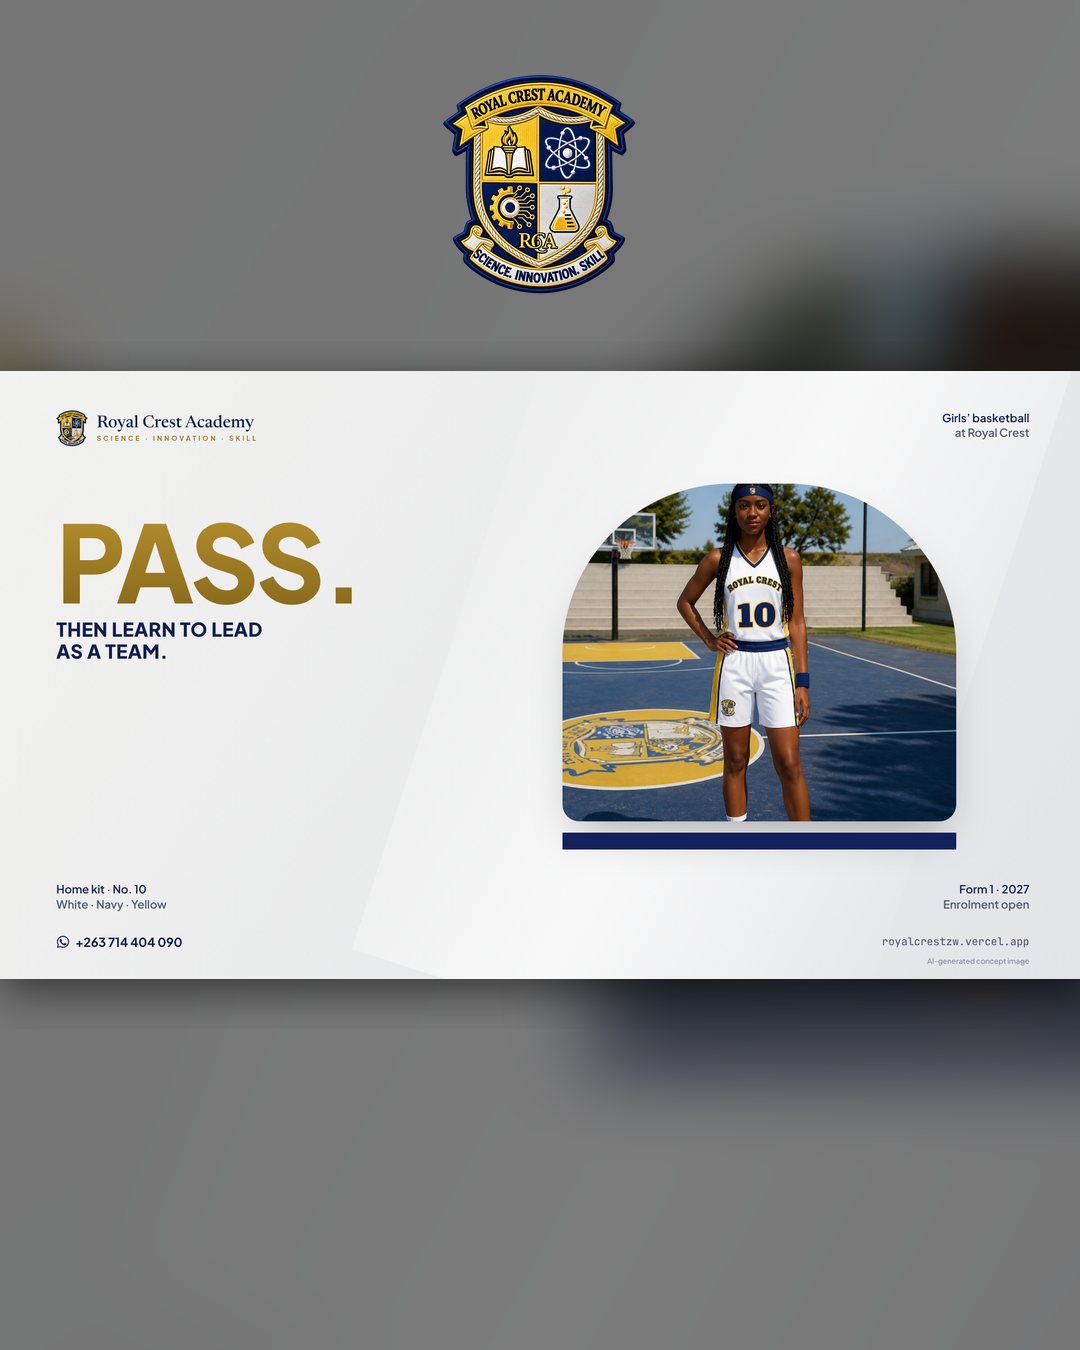 ROYAL CREST ACADEMY
RCA
SCIENCE. INNOVATION. SKILL
Royal Crest Academy
SCIENCE · INNOVATION · SKILL
Girls’ basketball
at Royal Crest
PASS.
THEN LEARN TO LEAD
AS A TEAM.
ROYAL CREST
10
Home kit · No. 10
White · Navy · Yellow
+263 714 404 090
Form 1 · 2027
Enrolment open
royalcrestzw.vercel.app
AI-generated concept image